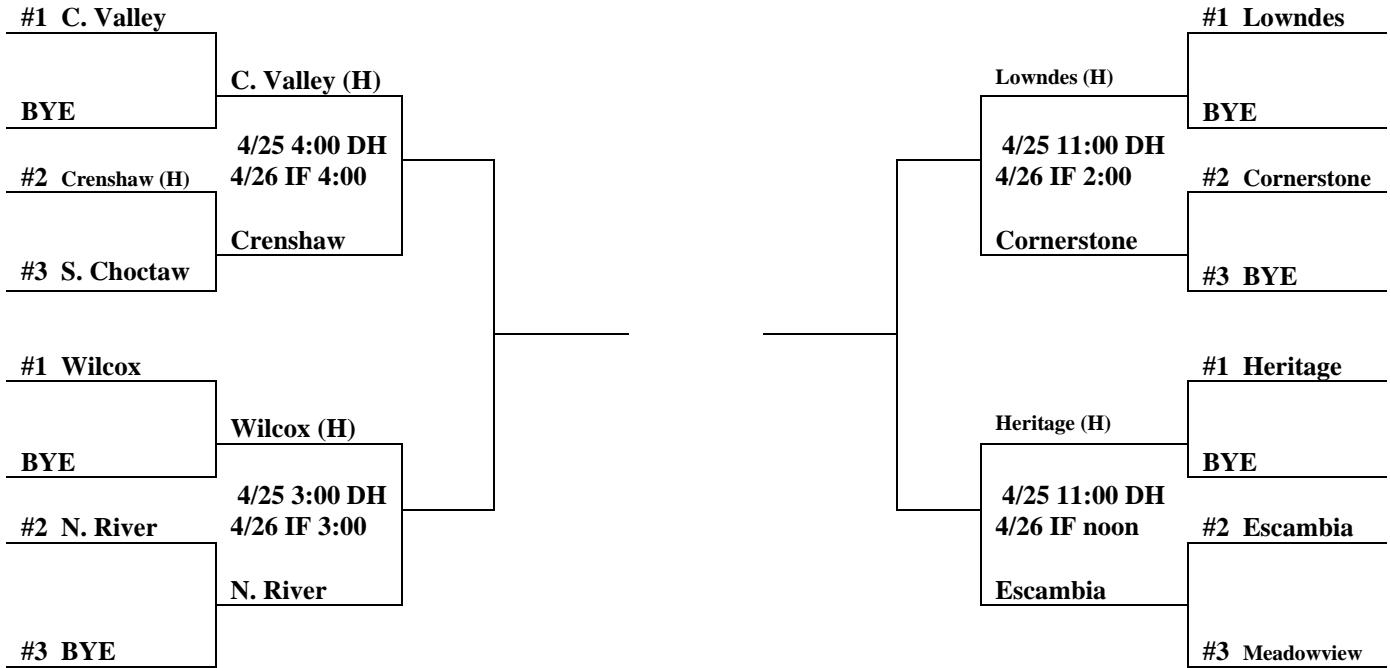 #1 C. Valley
C. Valley (H)
BYE
4/25 4:00 DH
4/26 IF 4:00
#2 Crenshaw (H)
Crenshaw
#3 S. Choctaw
#1 Wilcox
Wilcox (H)
BYE
4/25 3:00 DH
4/26 IF 3:00
#2 N. River
N. River
#3 BYE
#1 Lowndes
Lowndes (H)
BYE
4/25 11:00 DH
4/26 IF 2:00
#2 Cornerstone
Cornerstone
#3 BYE
#1 Heritage
Heritage (H)
BYE
4/25 11:00 DH
4/26 IF noon
#2 Escambia
Escambia
#3 Meadowview